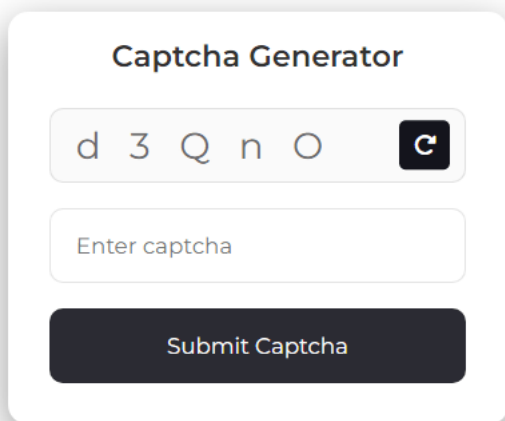 Captcha Generator
d 3 Q n O
Enter captcha
Submit Captcha